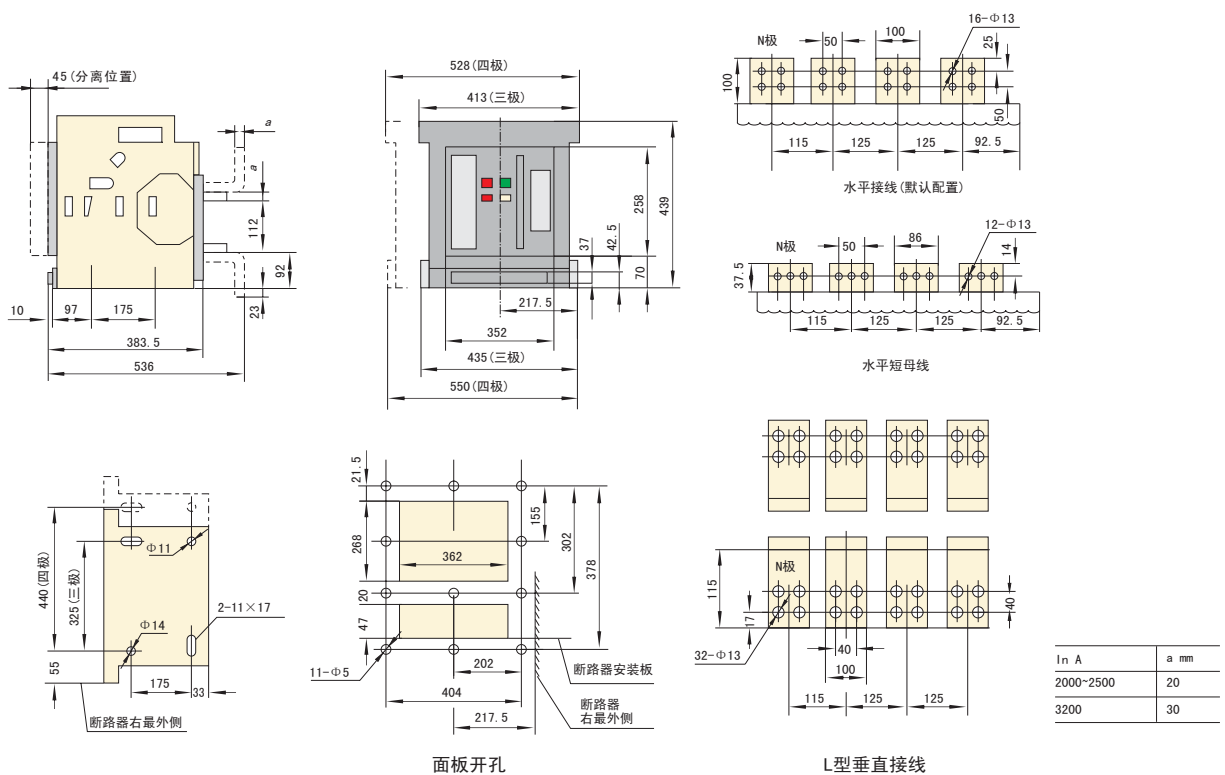 45(分离位置)
a
a
112
92
23
10
97
175
383.5
536
528(四极)
413(三极)
258
439
37
42.5
70
217.5
352
435(三极)
550(四极)
16-Φ13
N极
50
100
25
100
50
115
125
125
92.5
水平接线(默认配置)
12-Φ13
N极
50
86
14
37.5
115
125
125
92.5
水平短母线
440(四极)
325(三极)
Φ11
2-11×17
Φ14
55
175
33
断路器右最外侧
21.5
268
362
155
302
378
20
47
11-Φ5
202
404
217.5
断路器安装板
断路器
右最外侧
面板开孔
N极
115
17
40
32-Φ13
40
100
115
125
125
L型垂直接线
In A
a mm
2000~2500
20
3200
30